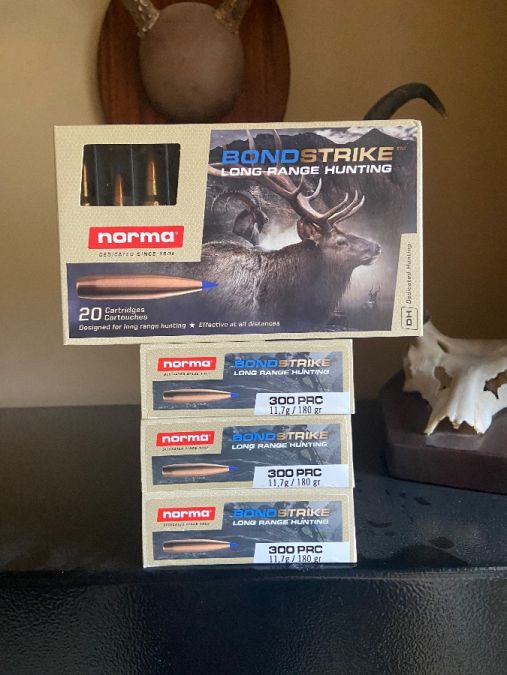 BONDSTRIKE™
LONG RANGE HUNTING
norma
DEDICATED SINCE 1902
20 Cartridges
Cartouches
Designed for long range hunting ★ Effective at all distances
DH Dedicated Hunting.
norma
BONDSTRIKE
LONG RANGE HUNTING
300 PRC
11,7g / 180 gr
norma
BONDSTRIKE
LONG RANGE HUNTING
300 PRC
11,7g / 180 gr
norma
BONDSTRIKE
LONG RANGE HUNTING
300 PRC
11,7g / 180 gr